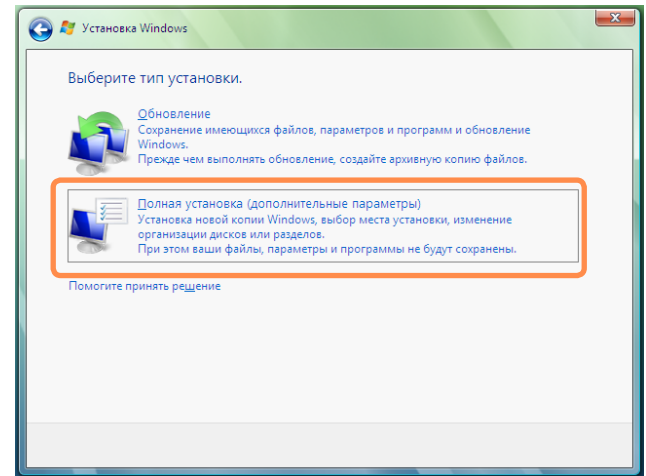 Установка Windows
Выберите тип установки.
Обновление
Сохранение имеющихся файлов, параметров и программ и обновление
Windows.
Прежде чем выполнять обновление, создайте архивную копию файлов.
Полная установка (дополнительные параметры)
Установка новой копии Windows, выбор места установки, изменение
организации дисков или разделов.
При этом ваши файлы, параметры и программы не будут сохранены.
Помогите принять решение